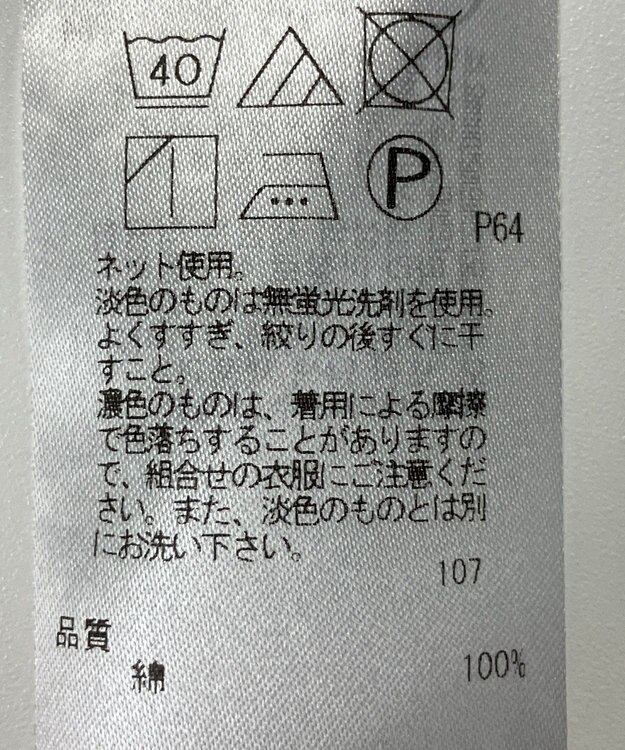 40
P
P64
ネット使用。
淡色のものは無蛍光洗剤を使用。
よくすすぎ、絞りの後すぐに干
すこと。
濃色のものは、着用による摩擦
で色落ちすることがありますの
で、組合せの衣服にご注意くだ
さい。また、淡色のものとは別
にお洗い下さい。
107
品質
綿 100%